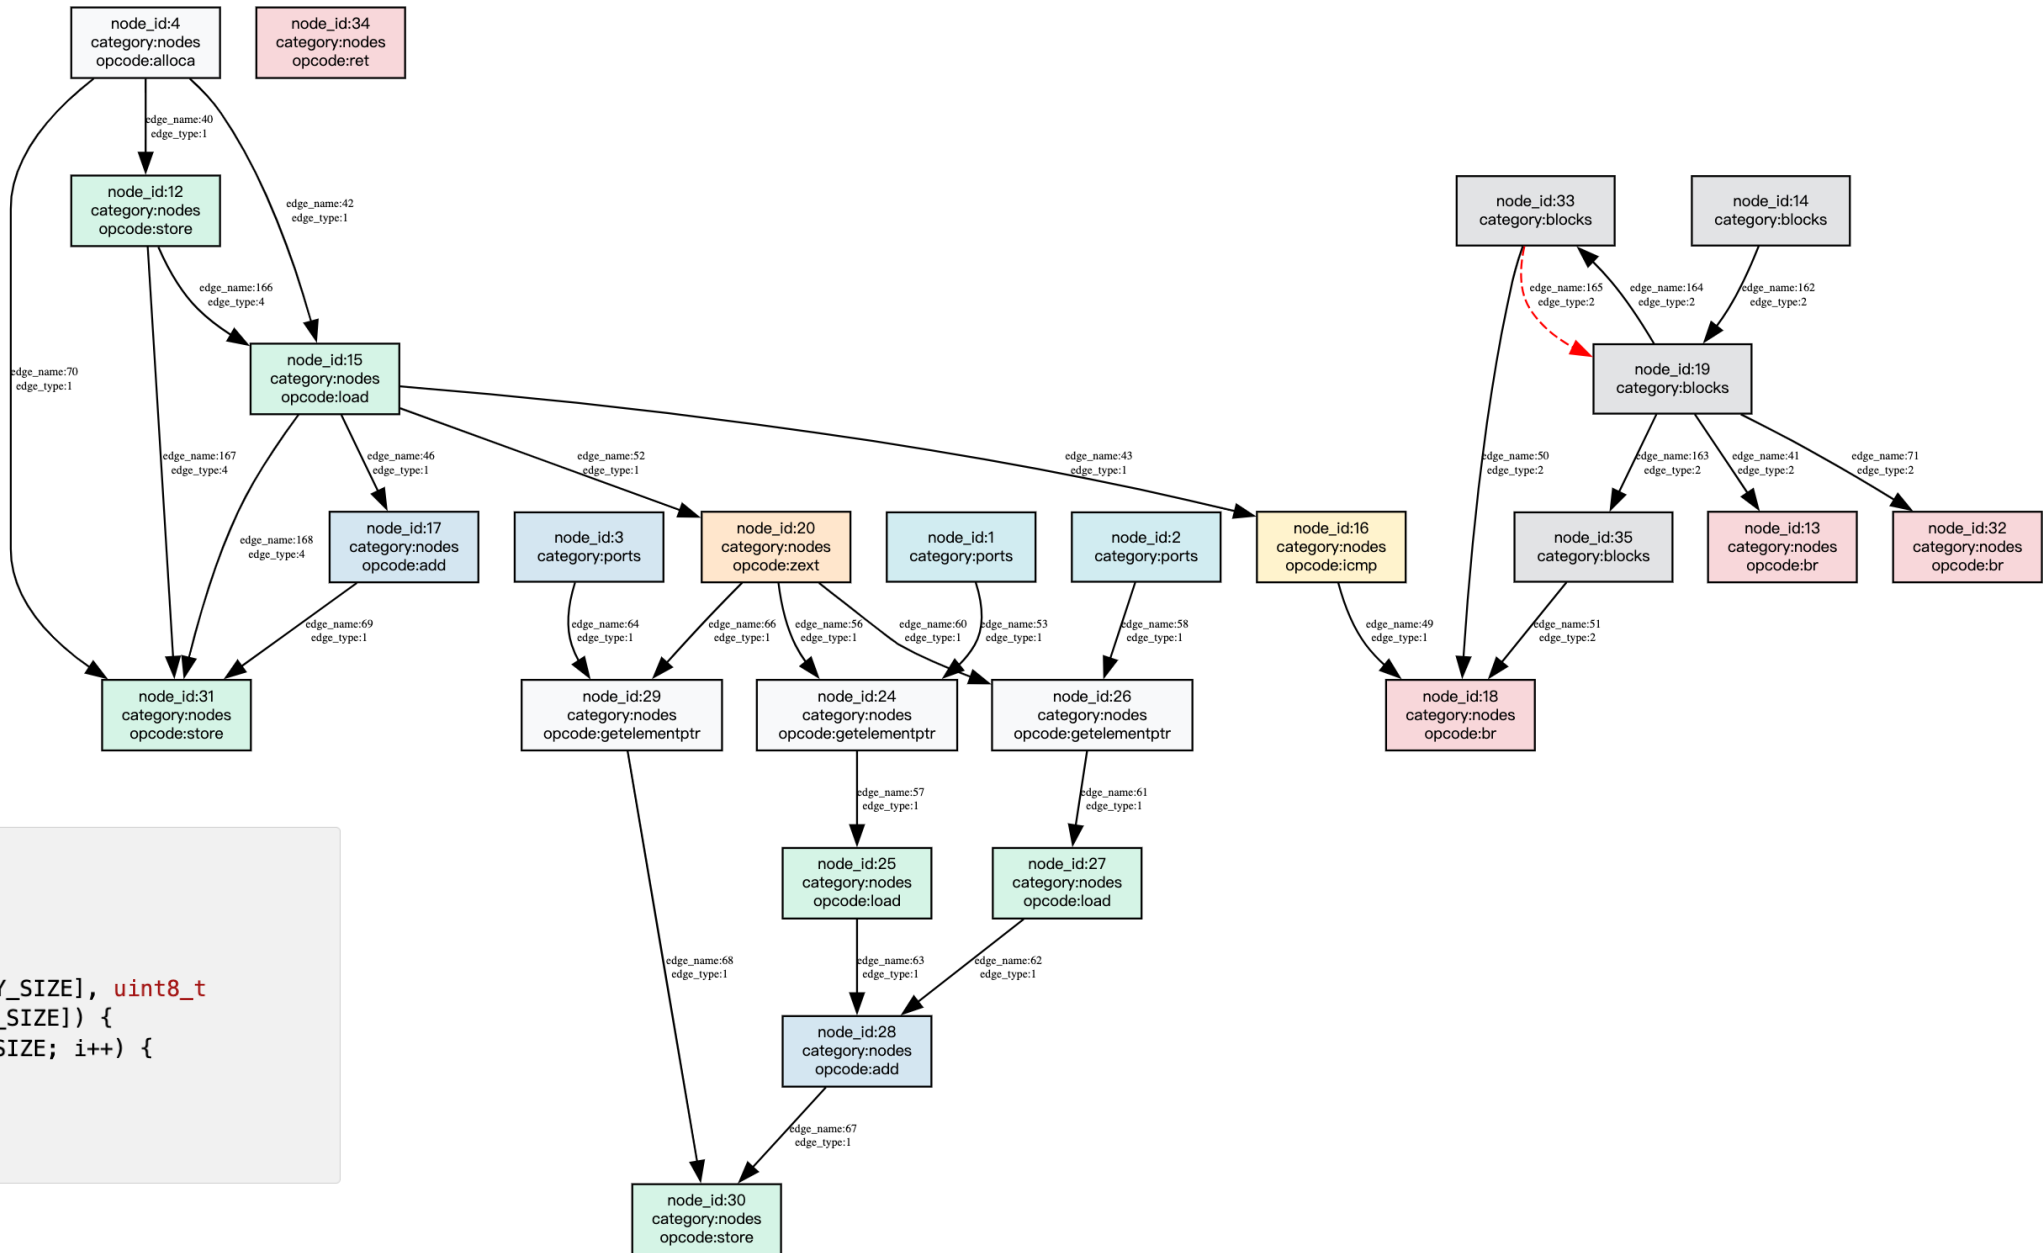 node_id:4
category:nodes
opcode:alloca
node_id:34
category:nodes
opcode:ret
edge_name:40
edge_type:1
node_id:12
category:nodes
opcode:store
edge_name:42
edge_type:1
node_id:33
category:blocks
node_id:14
category:blocks
edge_name:166
edge_type:4
edge_name:165
edge_type:2
edge_name:164
edge_type:2
edge_name:162
edge_type:2
edge_name:70
edge_type:1
node_id:15
category:nodes
opcode:load
node_id:19
category:blocks
edge_name:167
edge_type:4
edge_name:46
edge_type:1
edge_name:52
edge_type:1
edge_name:43
edge_type:1
edge_name:50
edge_type:2
edge_name:163
edge_type:2
edge_name:41
edge_type:2
edge_name:71
edge_type:2
edge_name:168
edge_type:4
node_id:17
category:nodes
opcode:add
node_id:3
category:ports
node_id:20
category:nodes
opcode:zext
node_id:1
category:ports
node_id:2
category:ports
node_id:16
category:nodes
opcode:icmp
node_id:35
category:blocks
node_id:13
category:nodes
opcode:br
node_id:32
category:nodes
opcode:br
edge_name:69
edge_type:1
edge_name:64
edge_type:1
edge_name:66
edge_type:1
edge_name:56
edge_type:1
edge_name:60
edge_type:1
edge_name:53
edge_type:1
edge_name:58
edge_type:1
edge_name:49
edge_type:1
edge_name:51
edge_type:2
node_id:31
category:nodes
opcode:store
node_id:29
category:nodes
opcode:getelementptr
node_id:24
category:nodes
opcode:getelementptr
node_id:26
category:nodes
opcode:getelementptr
node_id:18
category:nodes
opcode:br
edge_name:57
edge_type:1
edge_name:61
edge_type:1
node_id:25
category:nodes
opcode:load
node_id:27
category:nodes
opcode:load
edge_name:68
edge_type:1
edge_name:63
edge_type:1
edge_name:62
edge_type:1
Y_SIZE], uint8_t
_SIZE]) {
SIZE; i++) {
node_id:28
category:nodes
opcode:add
edge_name:67
edge_type:1
node_id:30
category:nodes
opcode:store